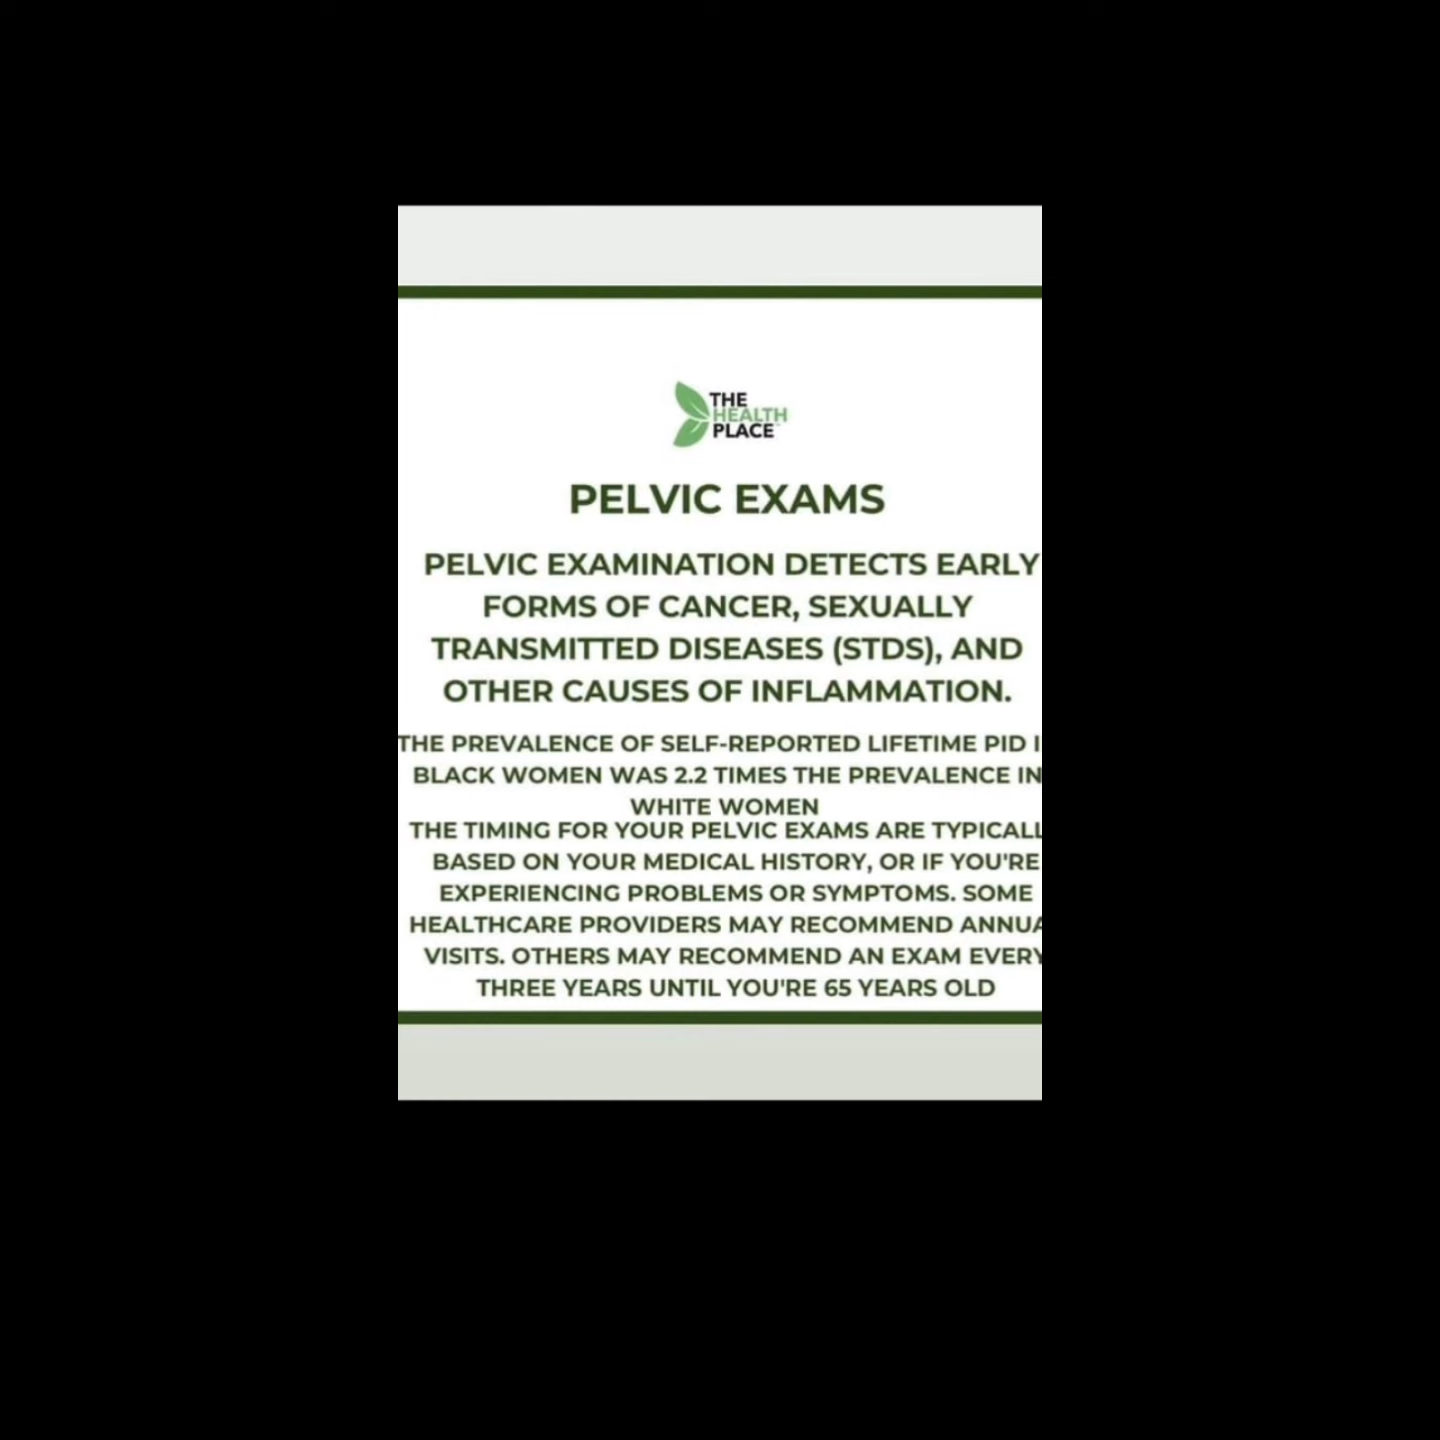 THE
HEALTH
PLACE
PELVIC EXAMS
PELVIC EXAMINATION DETECTS EARLY
FORMS OF CANCER, SEXUALLY
TRANSMITTED DISEASES (STDS), AND
OTHER CAUSES OF INFLAMMATION.
THE PREVALENCE OF SELF-REPORTED LIFETIME PID I
BLACK WOMEN WAS 2.2 TIMES THE PREVALENCE IN
WHITE WOMEN
THE TIMING FOR YOUR PELVIC EXAMS ARE TYPICALL
BASED ON YOUR MEDICAL HISTORY, OR IF YOU'RE
EXPERIENCING PROBLEMS OR SYMPTOMS. SOME
HEALTHCARE PROVIDERS MAY RECOMMEND ANNUA
VISITS. OTHERS MAY RECOMMEND AN EXAM EVERY
THREE YEARS UNTIL YOU'RE 65 YEARS OLD